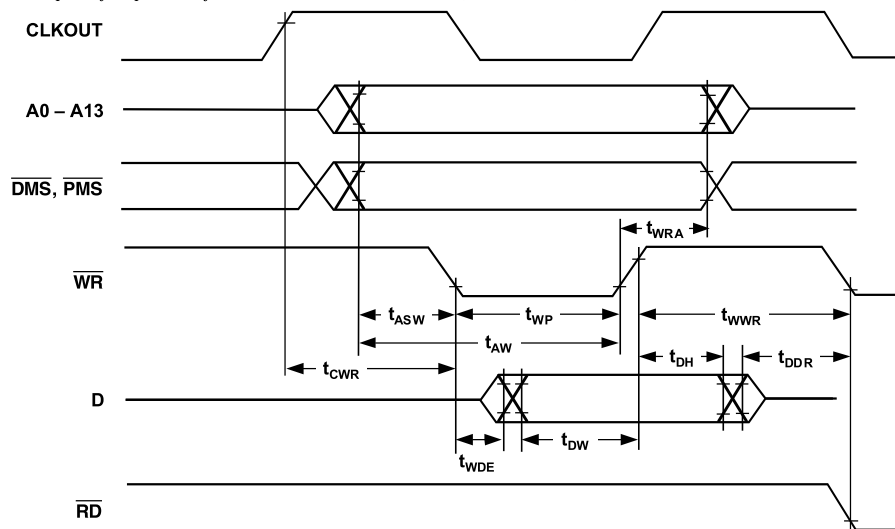 CLKOUT
A0 – A13
DMS, PMS
tWRA
WR
tASW tWP tWWR
tAW
tCWR tDH tDDR
D
tWDE tDW
RD